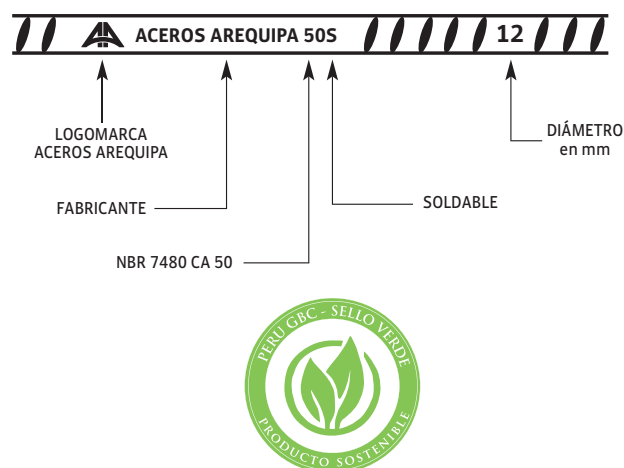 ACEROS AREQUIPA 50S 12
LOGOMARCA
ACEROS AREQUIPA
DIÁMETRO
en mm
FABRICANTE
SOLDABLE
NBR 7480 CA 50
PERU GBC - SELLO VERDE
PRODUCTO SOSTENIBLE